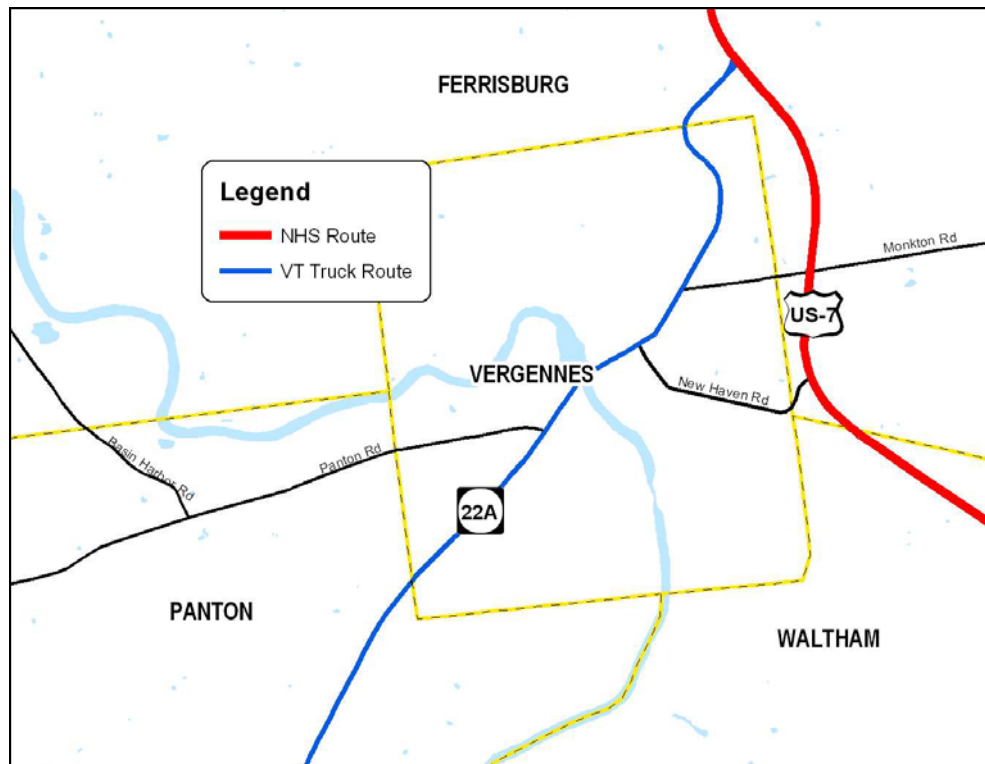 FERRISBURG
Legend
NHS Route
VT Truck Route
Monkton Rd
US-7
VERGENNES
New Haven Rd
Basin Harbor Rd
Panton Rd
22A
PANTON
WALTHAM